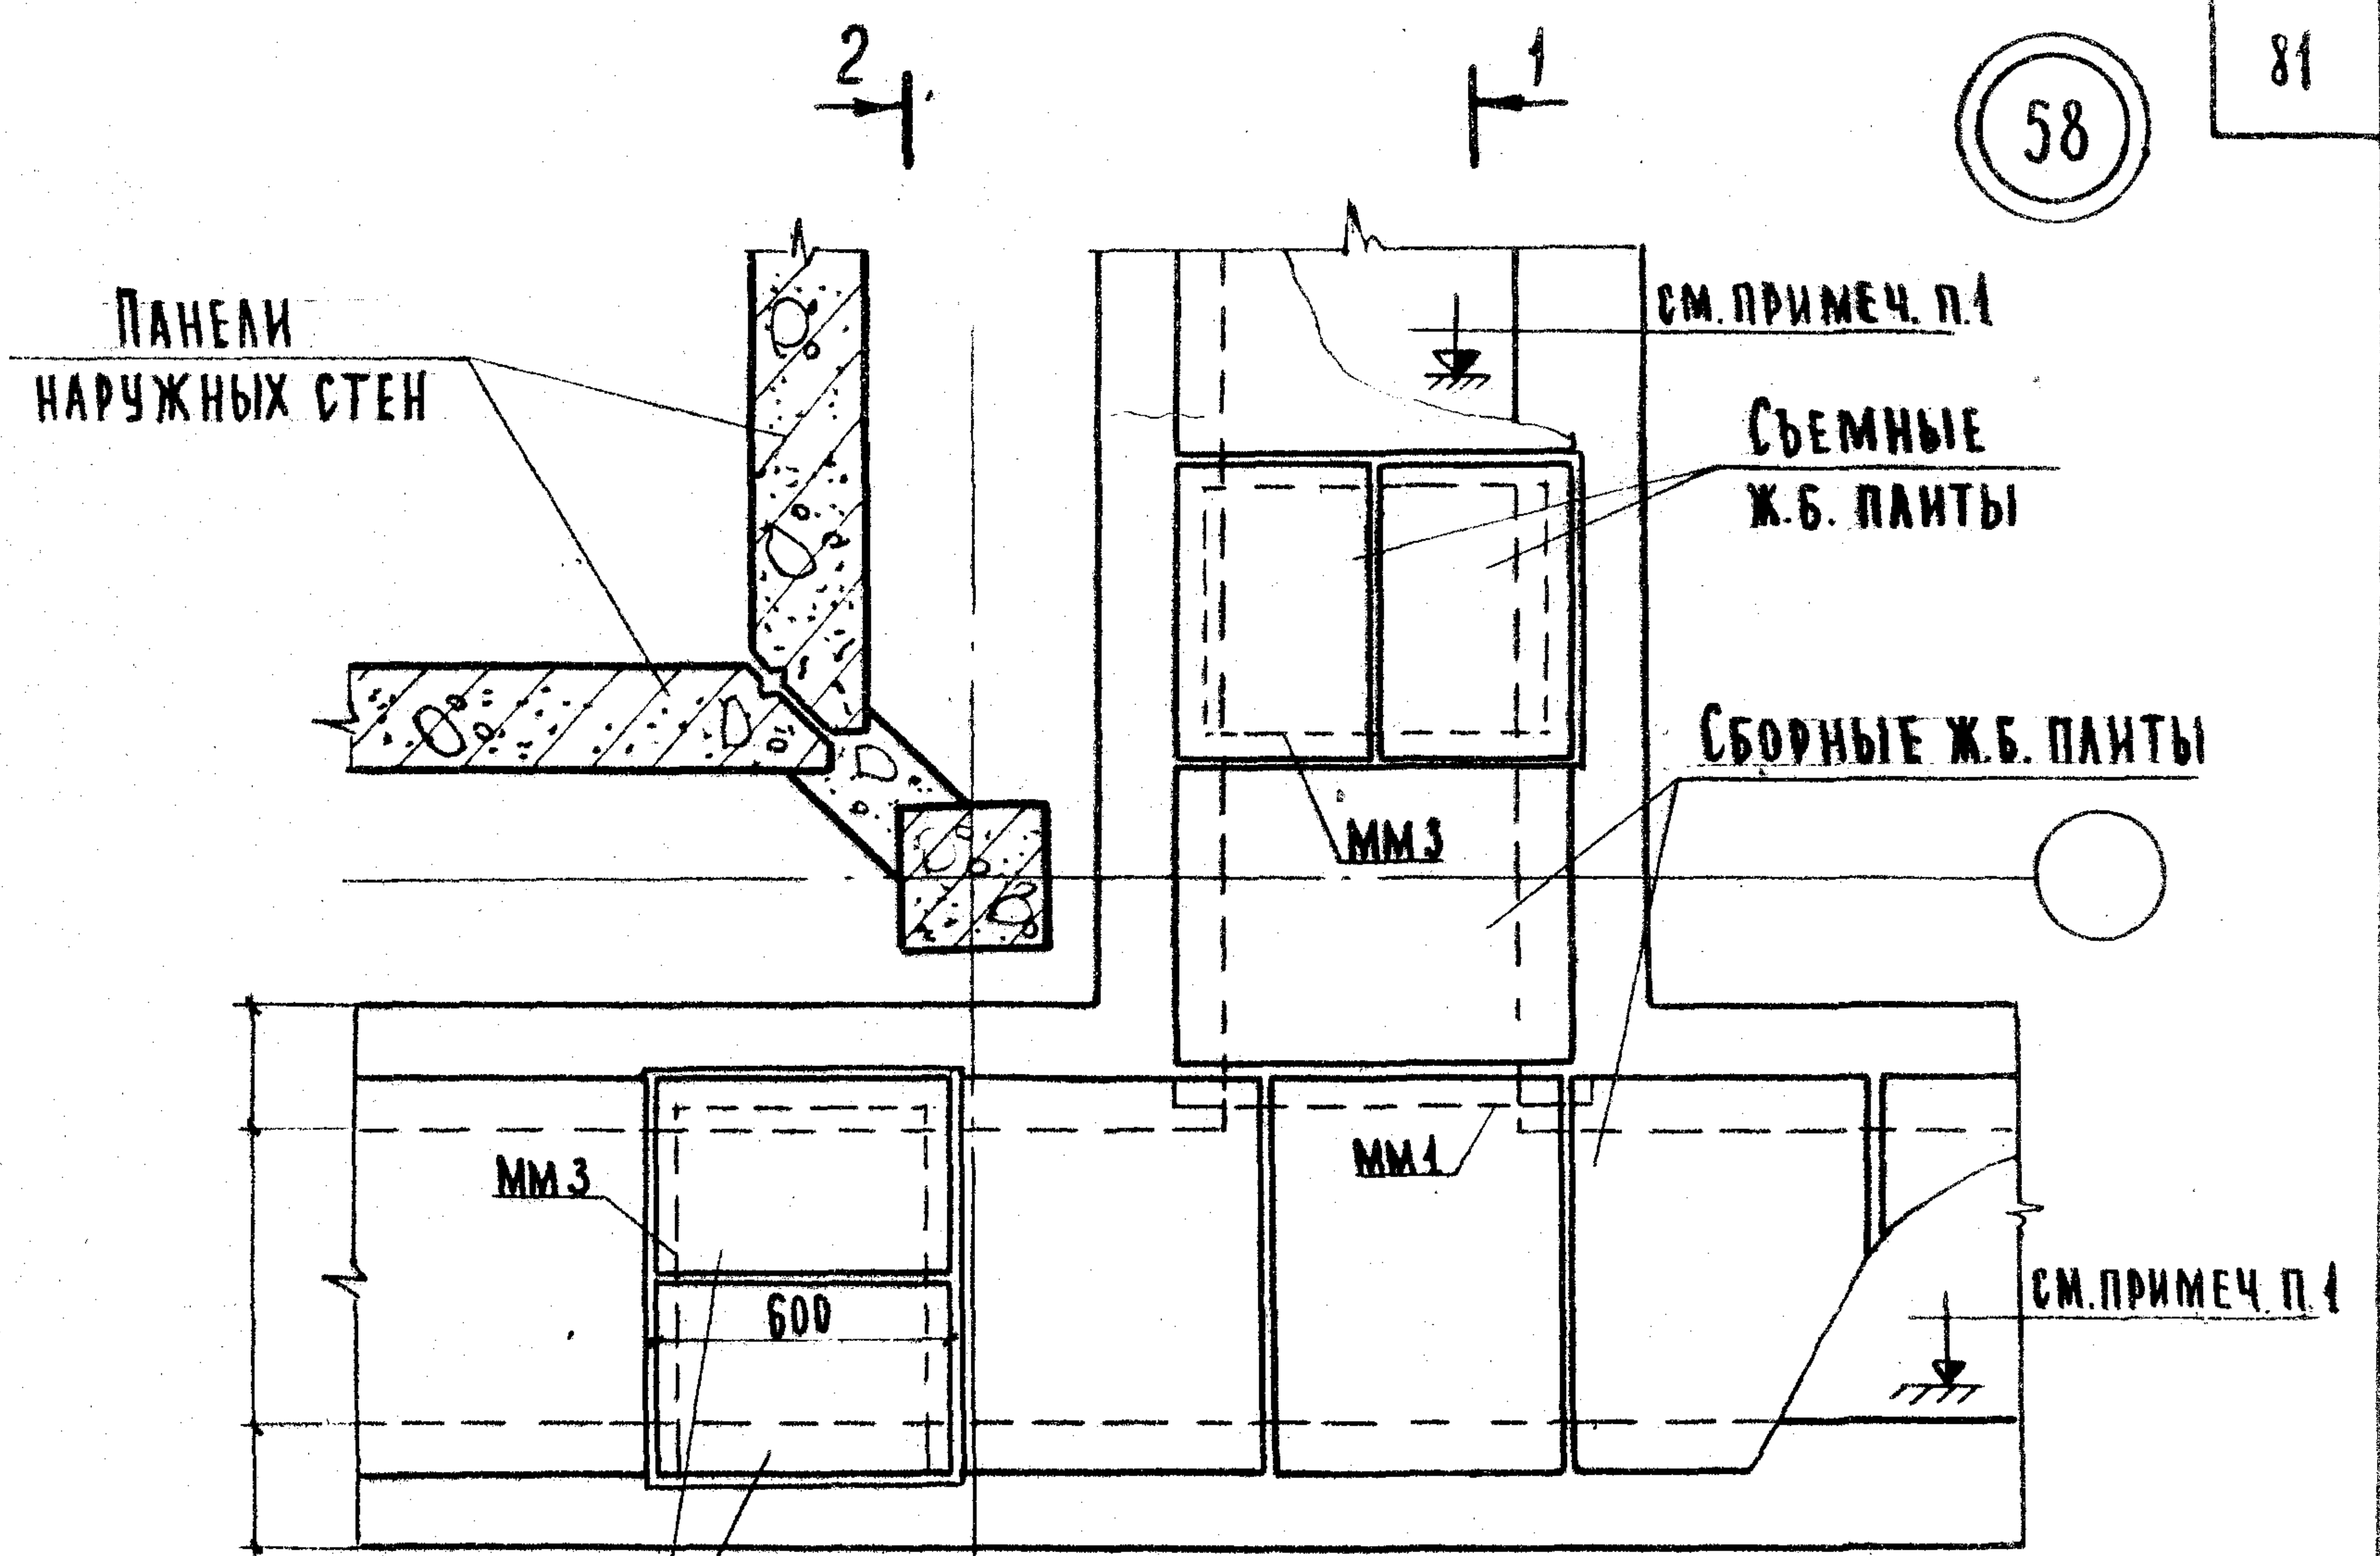 2
1
58
81
ПАНЕЛИ
НАРУЖНЫХ СТЕН
СМ. ПРИМЕЧ. П.1
СЪЕМНЫЕ
Ж.Б. ПЛИТЫ
СБОРНЫЕ Ж.Б. ПЛИТЫ
ММ3
ММ3
ММ1
600
СМ. ПРИМЕЧ. П.1